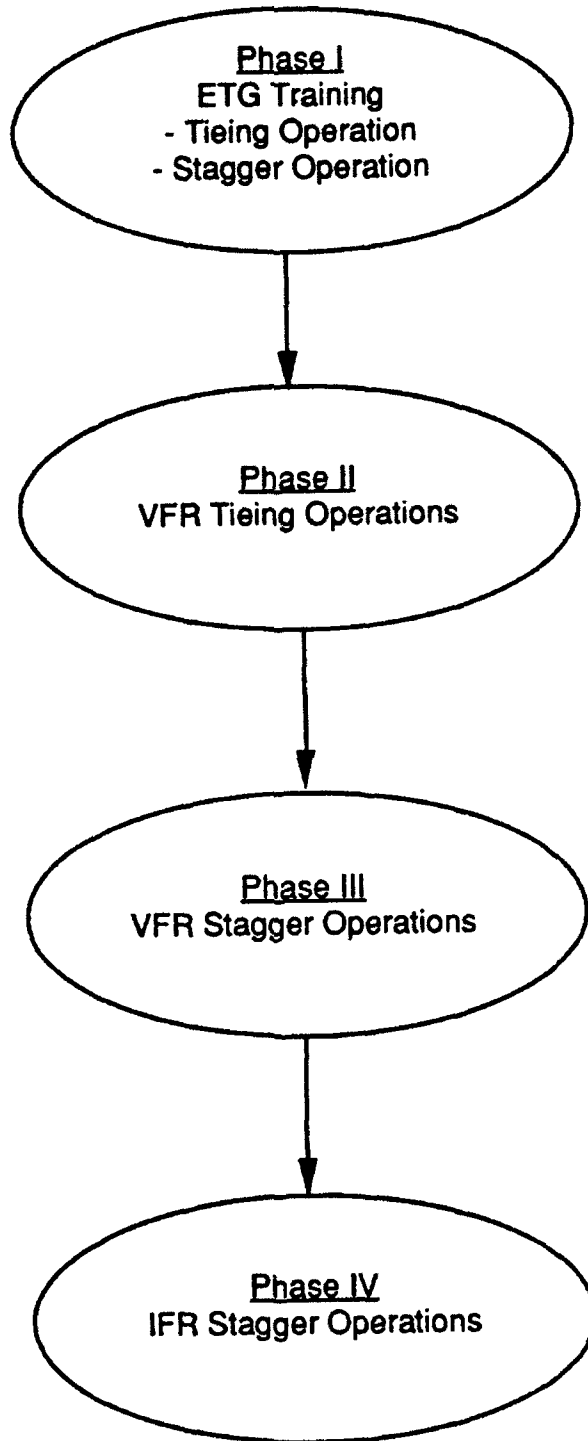 Phase I
ETG Training
- Tieing Operation
- Stagger Operation
Phase II
VFR Tieing Operations
Phase III
VFR Stagger Operations
Phase IV
IFR Stagger Operations